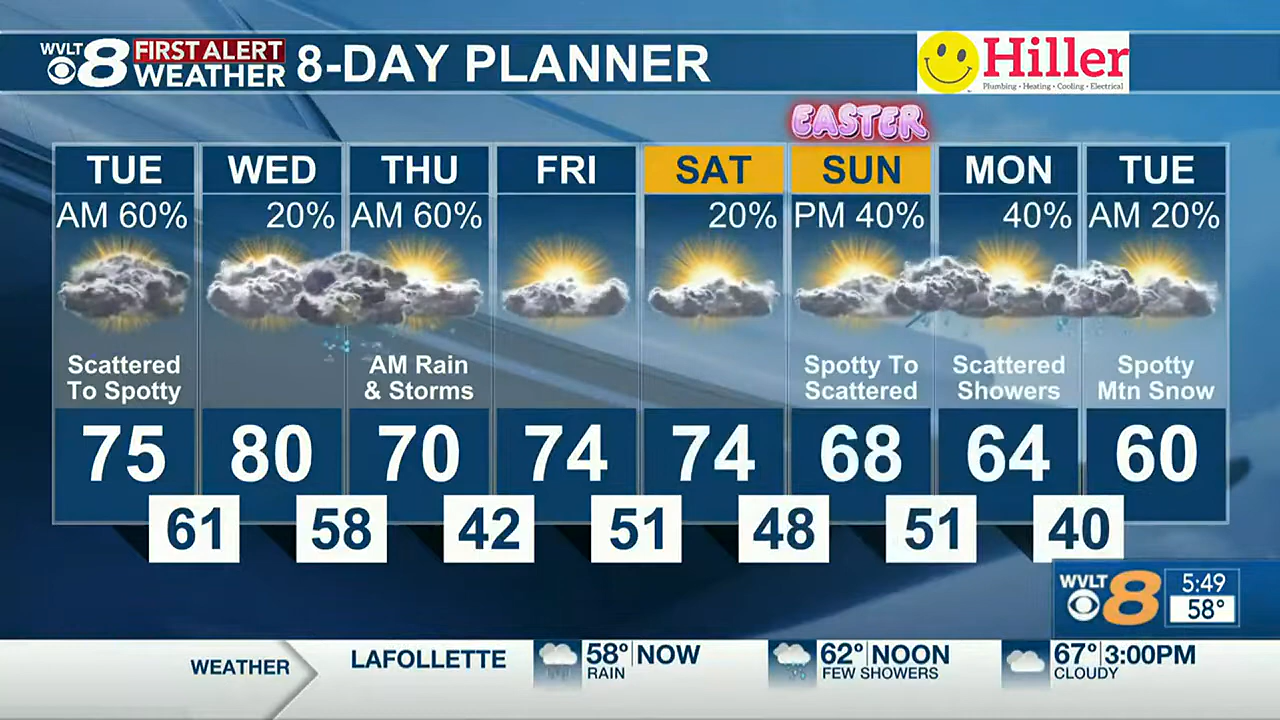 WVLT 8 FIRST ALERT WEATHER
8-DAY PLANNER
Hiller
Plumbing • Heating • Cooling • Electrical
EASTER
TUE WED THU FRI SAT SUN MON TUE
AM 60% 20% AM 60% 20% PM 40% 40% AM 20%
Scattered AM Rain Spotty To Scattered Spotty
To Spotty & Storms Scattered Showers Mtn Snow
75 80 70 74 74 68 64 60
61 58 42 51 48 51 40
WVLT 8 5:49
58°
WEATHER LAFOLLETTE 58° NOW 62° NOON 67° 3:00PM
RAIN FEW SHOWERS CLOUDY